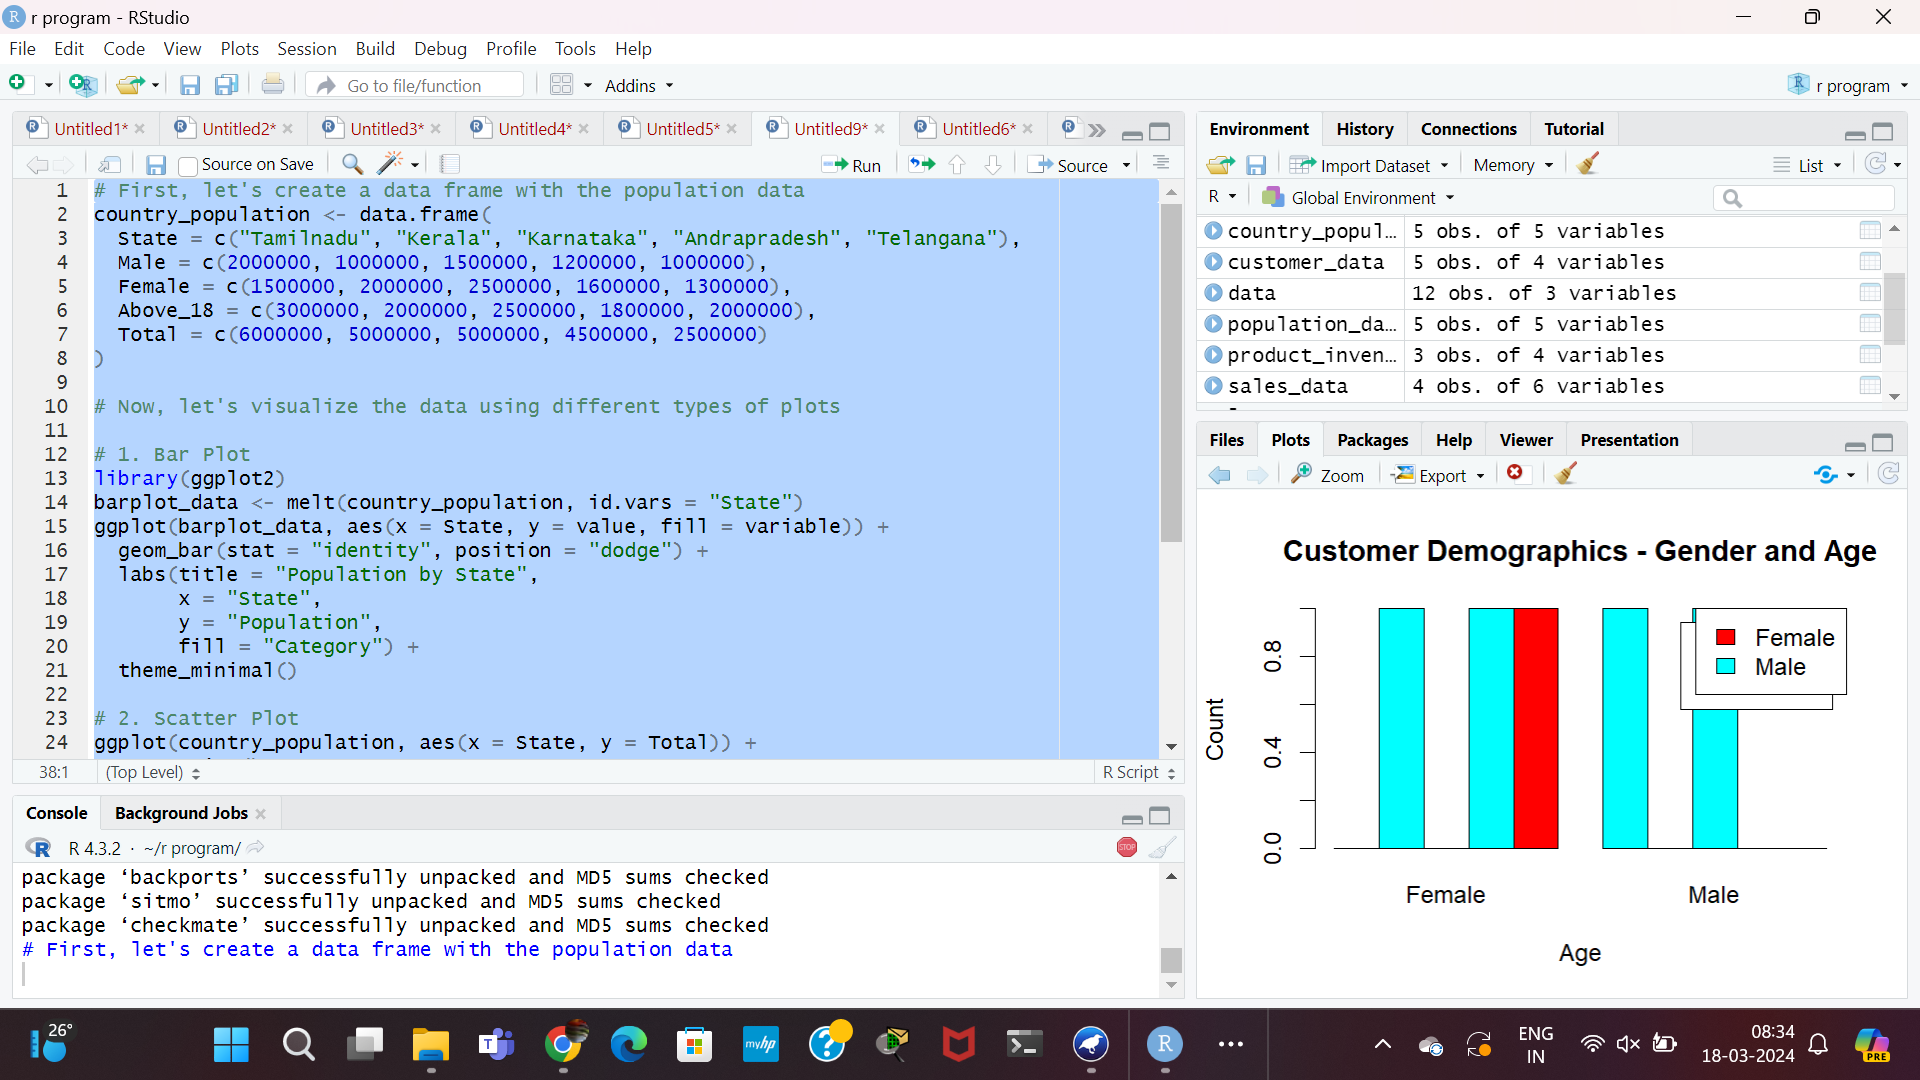 r program - RStudio
File Edit Code View Plots Session Build Debug Profile Tools Help
Go to file/function
Addins
r program
Untitled1* Untitled2* Untitled3* Untitled4* Untitled5* Untitled9* Untitled6*
Source on Save
Run
Source
1 # First, let's create a data frame with the population data
2 country_population <- data.frame(
3 State = c("Tamilnadu", "Kerala", "Karnataka", "Andrapradesh", "Telangana"),
4 Male = c(2000000, 1000000, 1500000, 1200000, 1000000),
5 Female = c(1500000, 2000000, 2500000, 1600000, 1300000),
6 Above_18 = c(3000000, 2000000, 2500000, 1800000, 2000000),
7 Total = c(6000000, 5000000, 5000000, 4500000, 2500000)
8 )
9
10 # Now, let's visualize the data using different types of plots
11
12 # 1. Bar Plot
13 library(ggplot2)
14 barplot_data <- melt(country_population, id.vars = "State")
15 ggplot(barplot_data, aes(x = State, y = value, fill = variable)) +
16 geom_bar(stat = "identity", position = "dodge") +
17 labs(title = "Population by State",
18 x = "State",
19 y = "Population",
20 fill = "Category") +
21 theme_minimal()
22
23 # 2. Scatter Plot
24 ggplot(country_population, aes(x = State, y = Total)) +
38:1 (Top Level) R Script
Console Background Jobs
R 4.3.2 · ~/r program/
STOP
package ‘backports’ successfully unpacked and MD5 sums checked
package ‘sitmo’ successfully unpacked and MD5 sums checked
package ‘checkmate’ successfully unpacked and MD5 sums checked
# First, let's create a data frame with the population data
Environment History Connections Tutorial
Import Dataset Memory List
R Global Environment
country_popul… 5 obs. of 5 variables
customer_data 5 obs. of 4 variables
data 12 obs. of 3 variables
population_da… 5 obs. of 5 variables
product_inven… 3 obs. of 4 variables
sales_data 4 obs. of 6 variables
Files Plots Packages Help Viewer Presentation
Zoom Export
Customer Demographics - Gender and Age
Count
0.0 0.4 0.8
Female
Male
Female Male
Age
26°
myhp
ENG
IN
08:34
18-03-2024
PRE